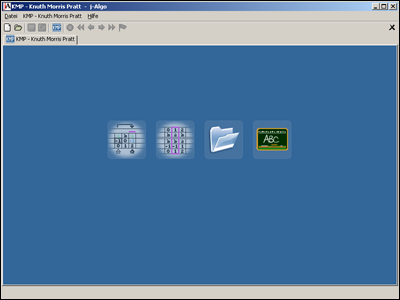 KMP - Knuth Morris Pratt - j-Algo
Datei KMP - Knuth Morris Pratt Hilfe
KMP - Knuth Morris Pratt
ABC